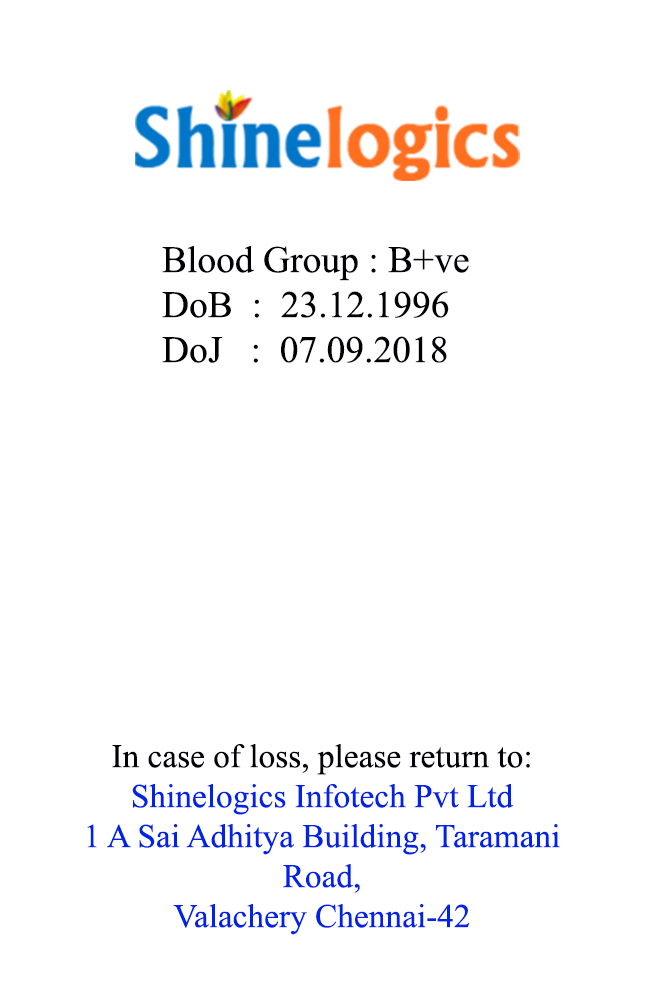 Shinelogics
Blood Group : B+ve
DoB : 23.12.1996
DoJ : 07.09.2018
In case of loss, please return to:
Shinelogics Infotech Pvt Ltd
1 A Sai Adhitya Building, Taramani
Road,
Valachery Chennai-42